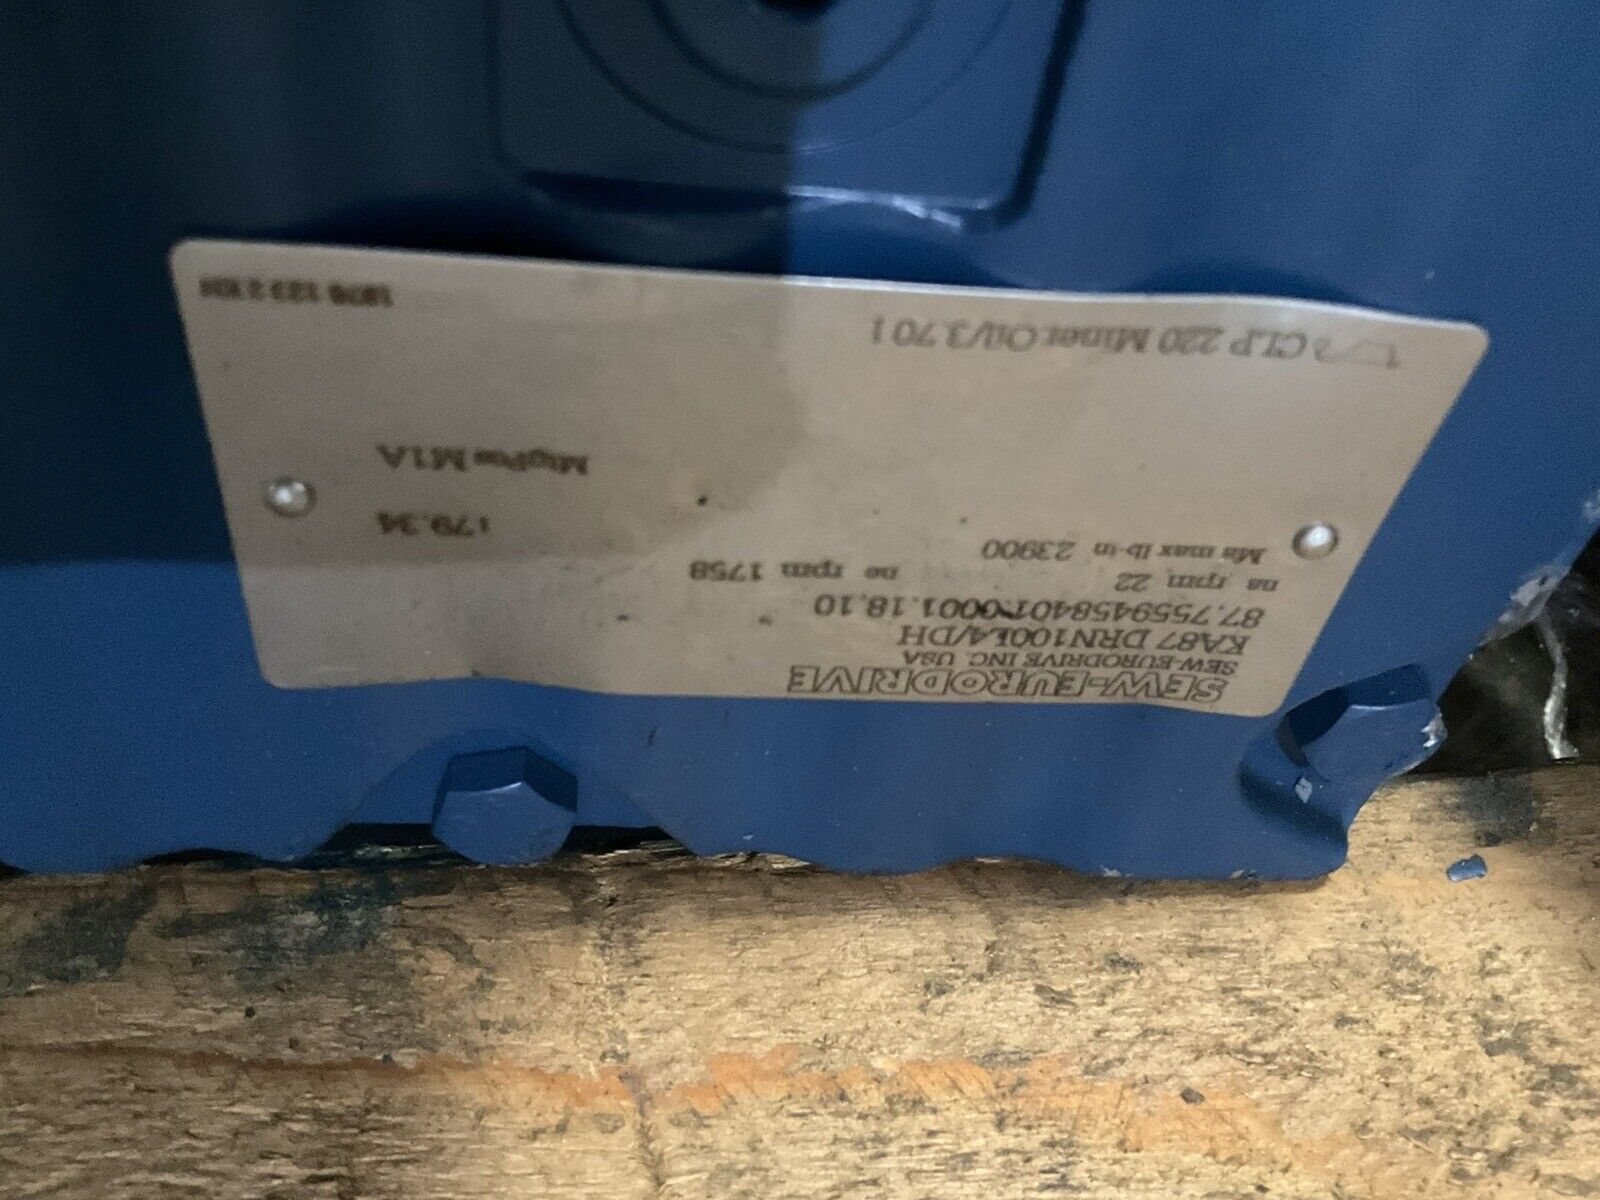 SEW-EURODRIVE
SEW-EURODRIVE INC. USA
KA87 DRN100L4/DH
87.7559458401.0001.18.10
na rpm 22 ne rpm 1758
Ma max lb-in 23900
i 79.34
MtgPos M1A
CLP 220 Miner.Oil/3.70 l